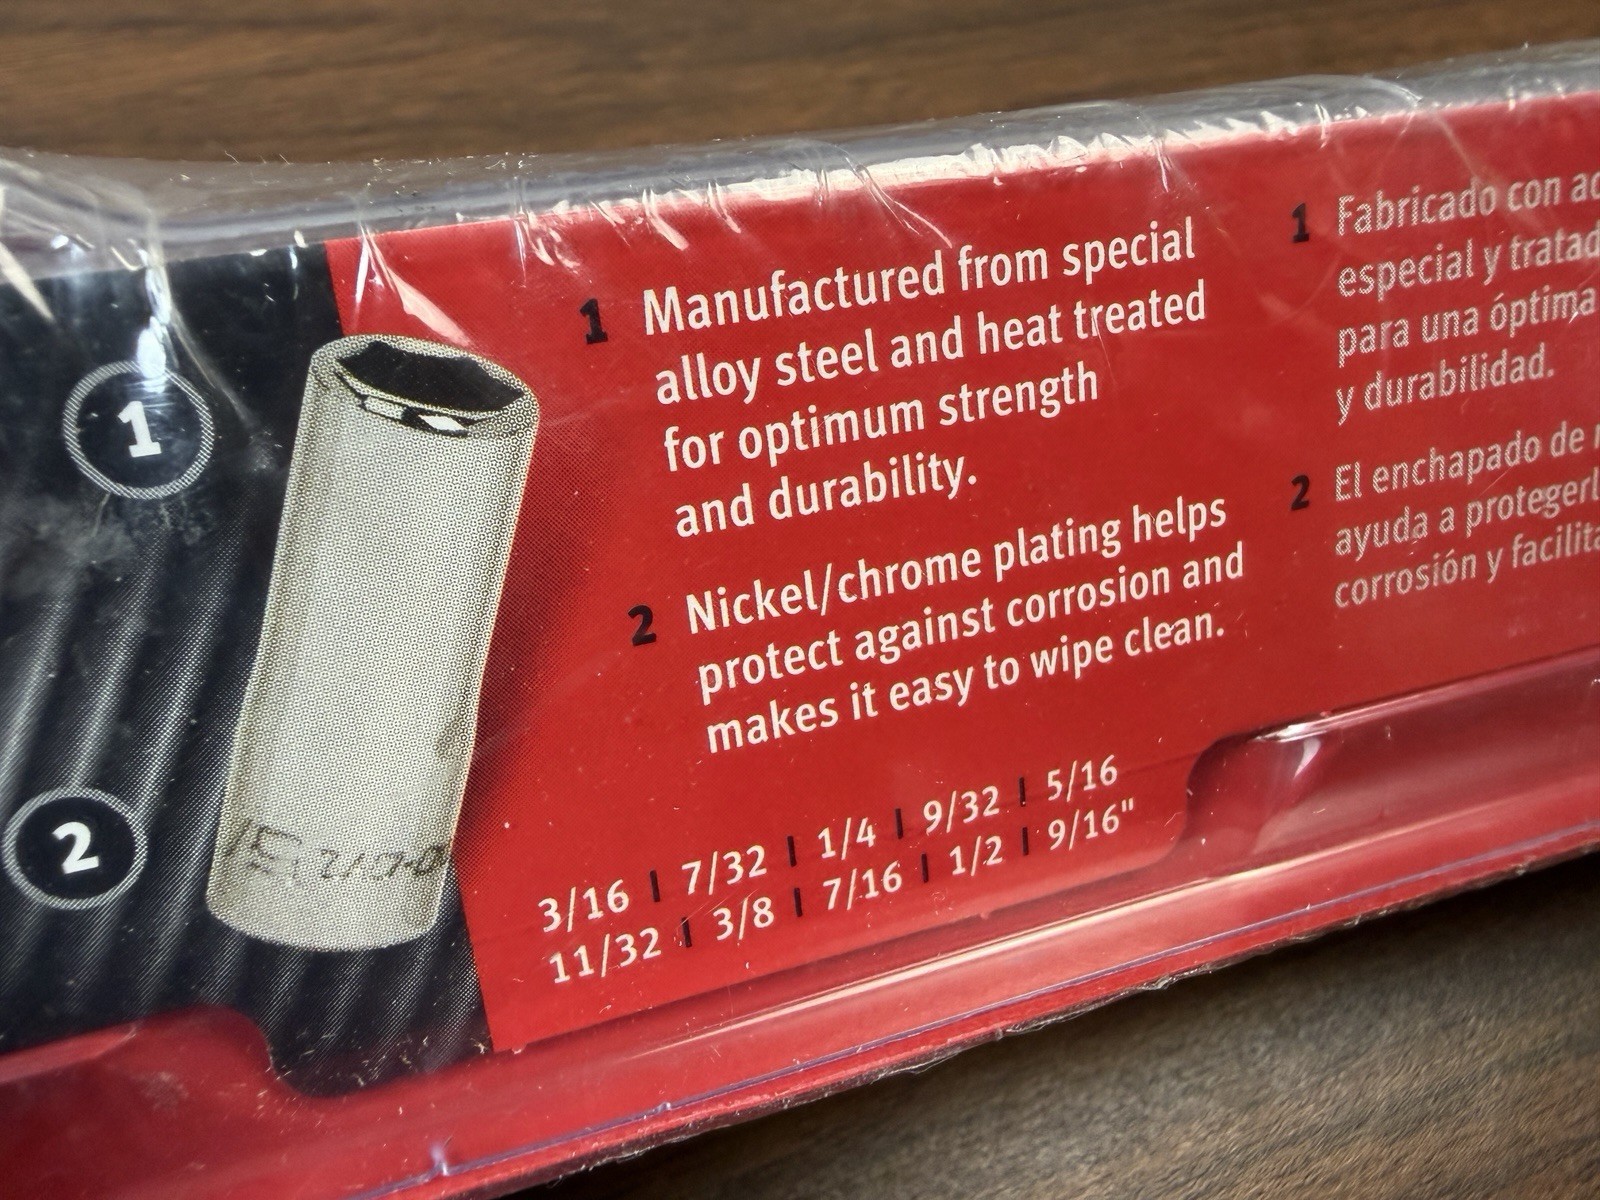 1
2
1 Manufactured from special
alloy steel and heat treated
for optimum strength
and durability.
2 Nickel/chrome plating helps
protect against corrosion and
makes it easy to wipe clean.
3/16 | 7/32 | 1/4 | 9/32 | 5/16
11/32 | 3/8 | 7/16 | 1/2 | 9/16"
1 Fabricado con
especial y
para una óptima
y durabilidad.
2 El enchapado de
ayuda a
corrosión y